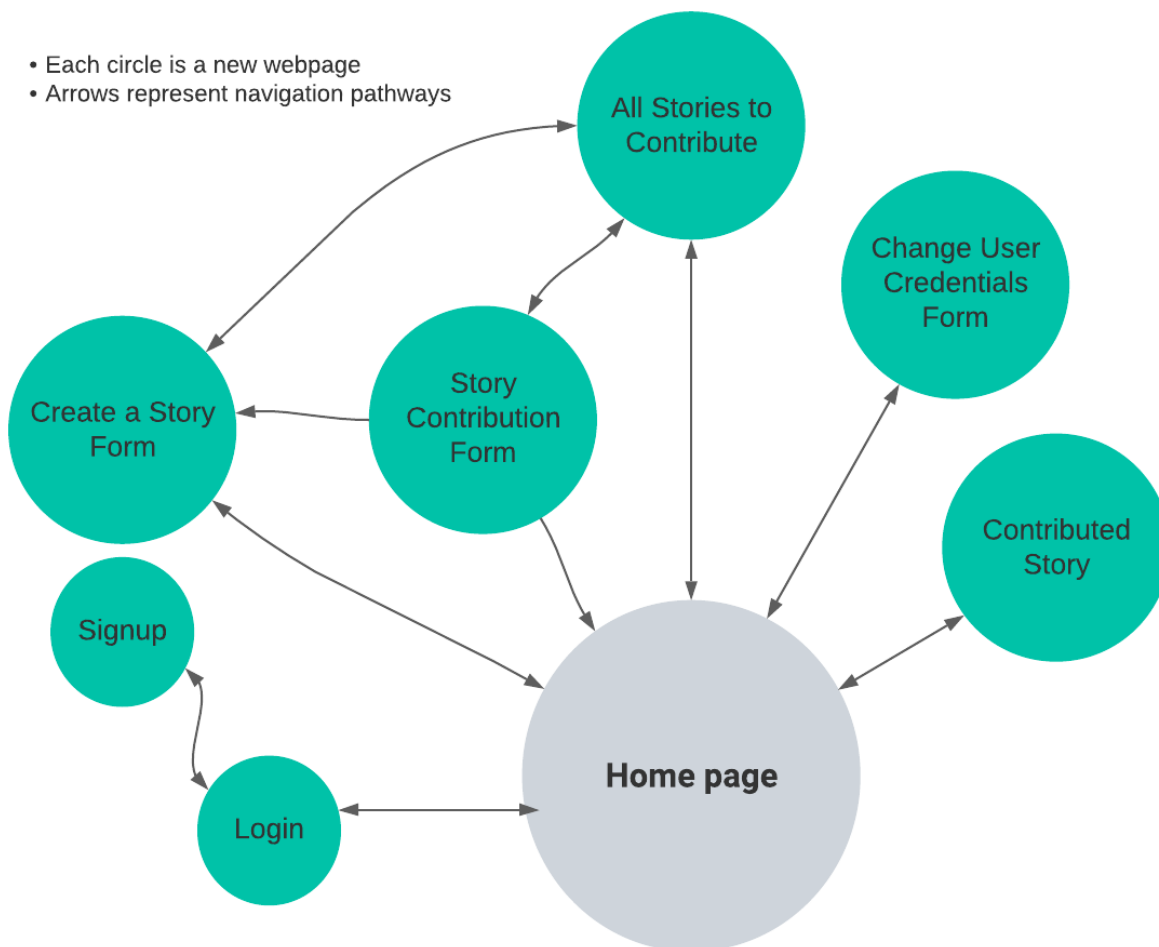 • Each circle is a new webpage
• Arrows represent navigation pathways
All Stories to
Contribute
Change User
Credentials
Form
Story
Contribution
Form
Create a Story
Form
Contributed
Story
Signup
Home page
Login